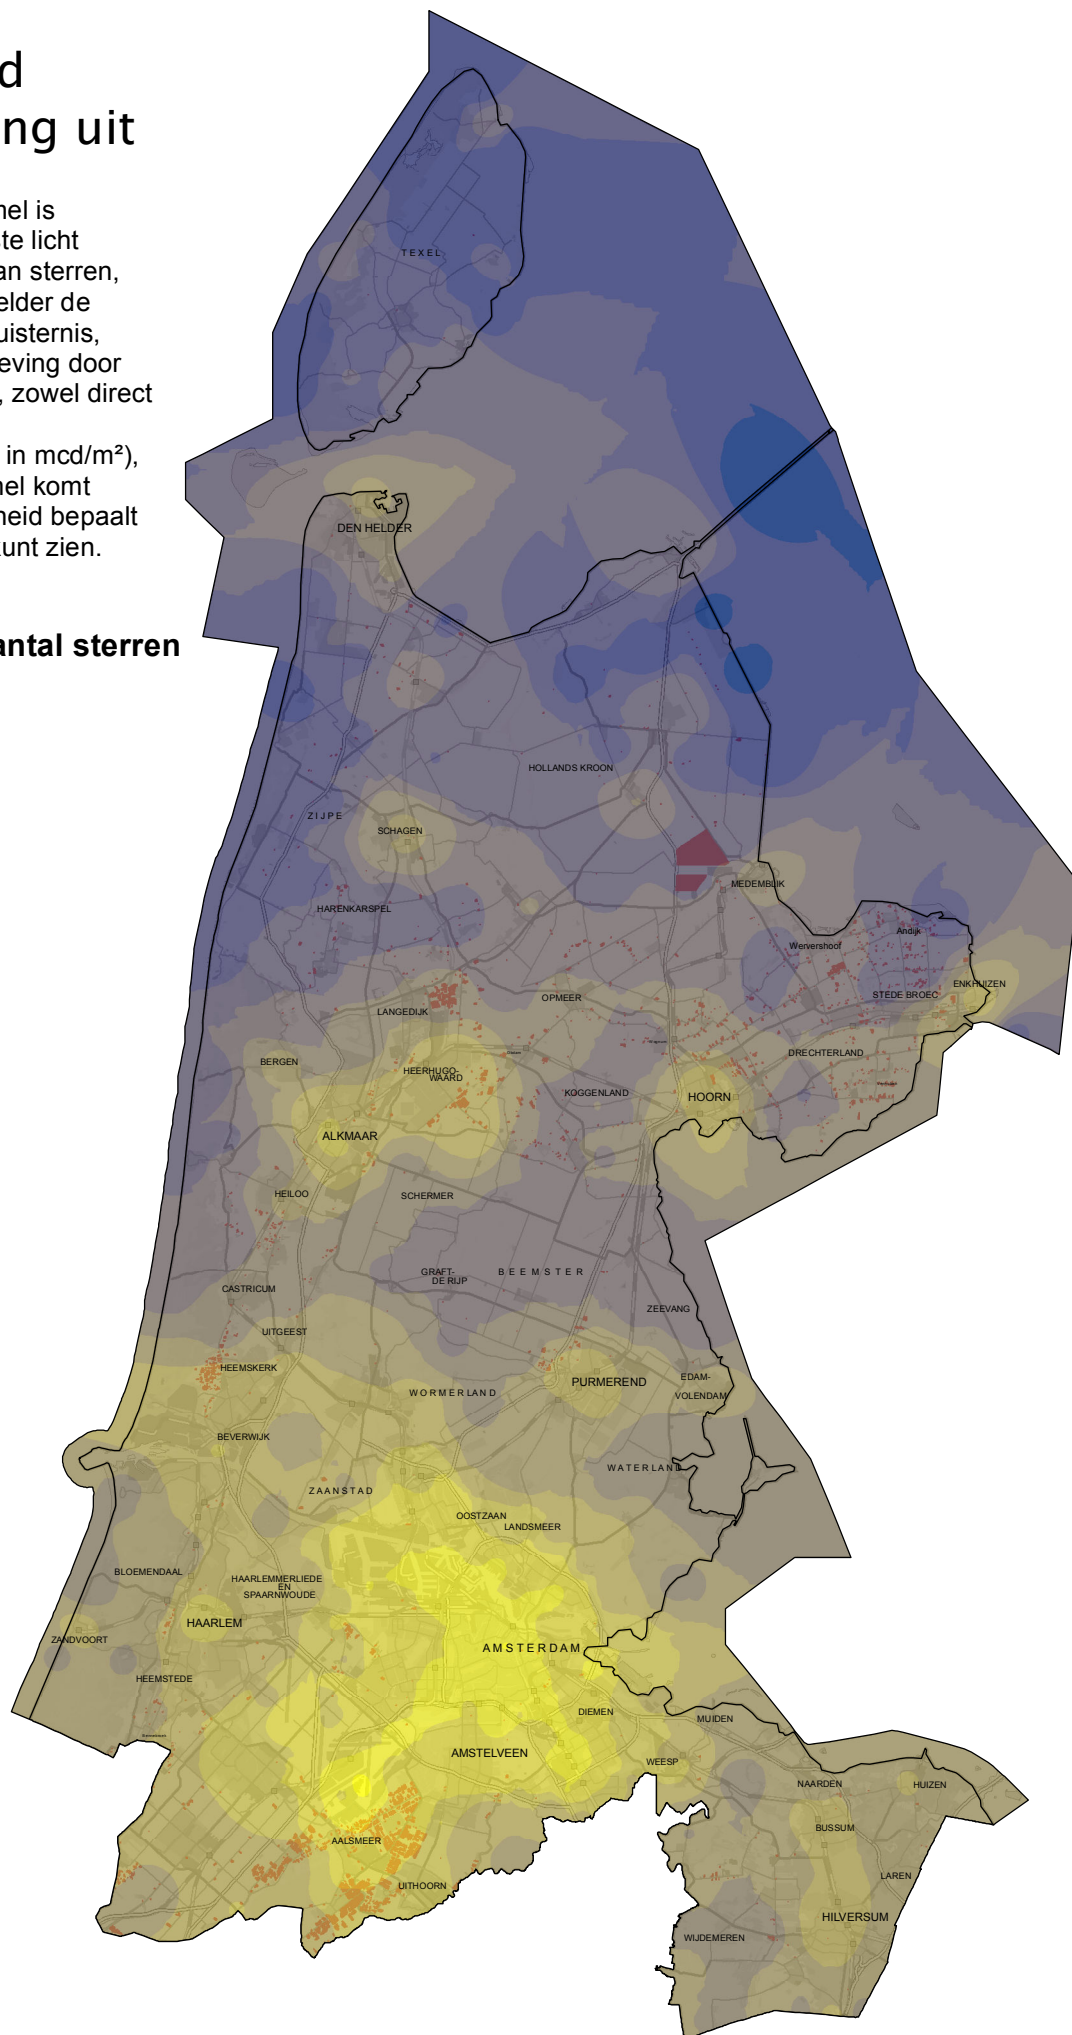 d
ng uit
nel is
ste licht
an sterren,
elder de
uisternis,
eving door
, zowel direct
in mcd/m²),
nel komt
heid bepaalt
kunt zien.
antal sterren
TEXEL
DEN HELDER
HOLLANDS KROON
ZIJPE
SCHAGEN
MEDEMBLIK
HARENKARSPEL
Andijk
Wervershoof
ENKHUIZEN
STEDE BROEC
OPMEER
LANGEDIJK
DRECHTERLAND
BERGEN
HEERHUGO-
WAARD
KOGGENLAND
HOORN
ALKMAAR
HEILOO
SCHERMER
GRAFT-
DE RIJP
BEEMSTER
CASTRICUM
ZEEVANG
UITGEEST
HEEMSKERK
EDAM-
VOLENDAM
PURMEREND
WORMERLAND
BEVERWIJK
WATERLAND
ZAANSTAD
OOSTZAAN
LANDSMEER
BLOEMENDAAL
HAARLEMMERLIEDE
EN
SPAARNWOUDE
HAARLEM
ZANDVOORT
AMSTERDAM
HEEMSTEDE
DIEMEN
MUIDEN
AMSTELVEEN
WEESP
NAARDEN
HUIZEN
BUSSUM
AALSMEER
LAREN
UITHOORN
HILVERSUM
WIJDEMEREN